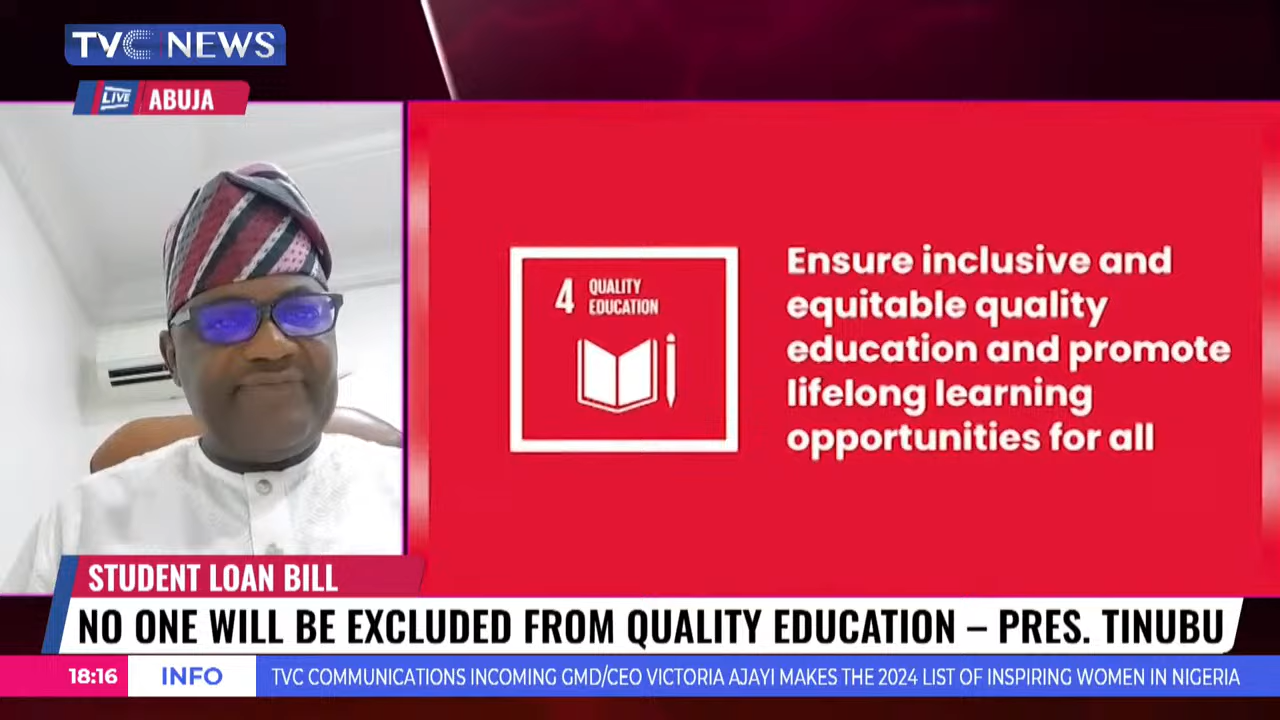 TVC NEWS
LIVE ABUJA
4 QUALITY
EDUCATION
Ensure inclusive and
equitable quality
education and promote
lifelong learning
opportunities for all
STUDENT LOAN BILL
NO ONE WILL BE EXCLUDED FROM QUALITY EDUCATION – PRES. TINUBU
18:16 INFO TVC COMMUNICATIONS INCOMING GMD/CEO VICTORIA AJAYI MAKES THE 2024 LIST OF INSPIRING WOMEN IN NIGERIA